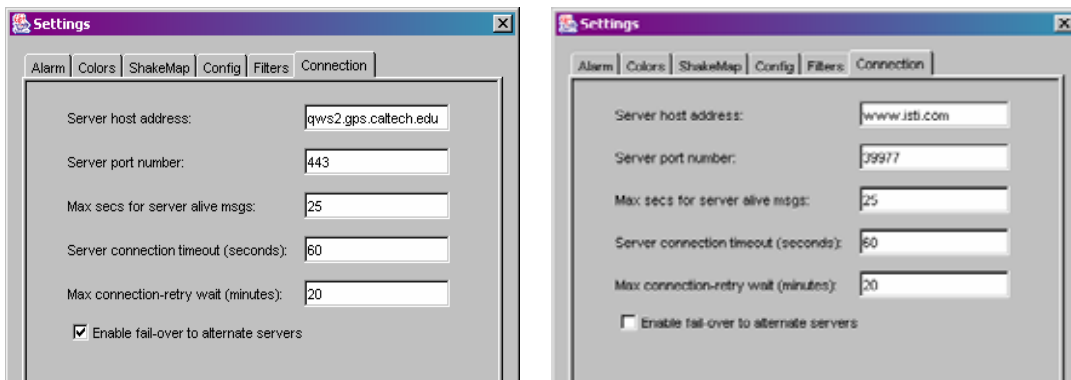 Settings
Alarm Colors ShakeMap Config Filters Connection
Server host address: qws2.gps.caltech.edu
Server port number: 443
Max secs for server alive msgs: 25
Server connection timeout (seconds): 60
Max connection-retry wait (minutes): 20
Enable fail-over to alternate servers
Settings
Alarm Colors ShakeMap Config Filters Connection
Server host address: www.isti.com
Server port number: 39977
Max secs for server alive msgs: 25
Server connection timeout (seconds): 60
Max connection-retry wait (minutes): 20
Enable fail-over to alternate servers